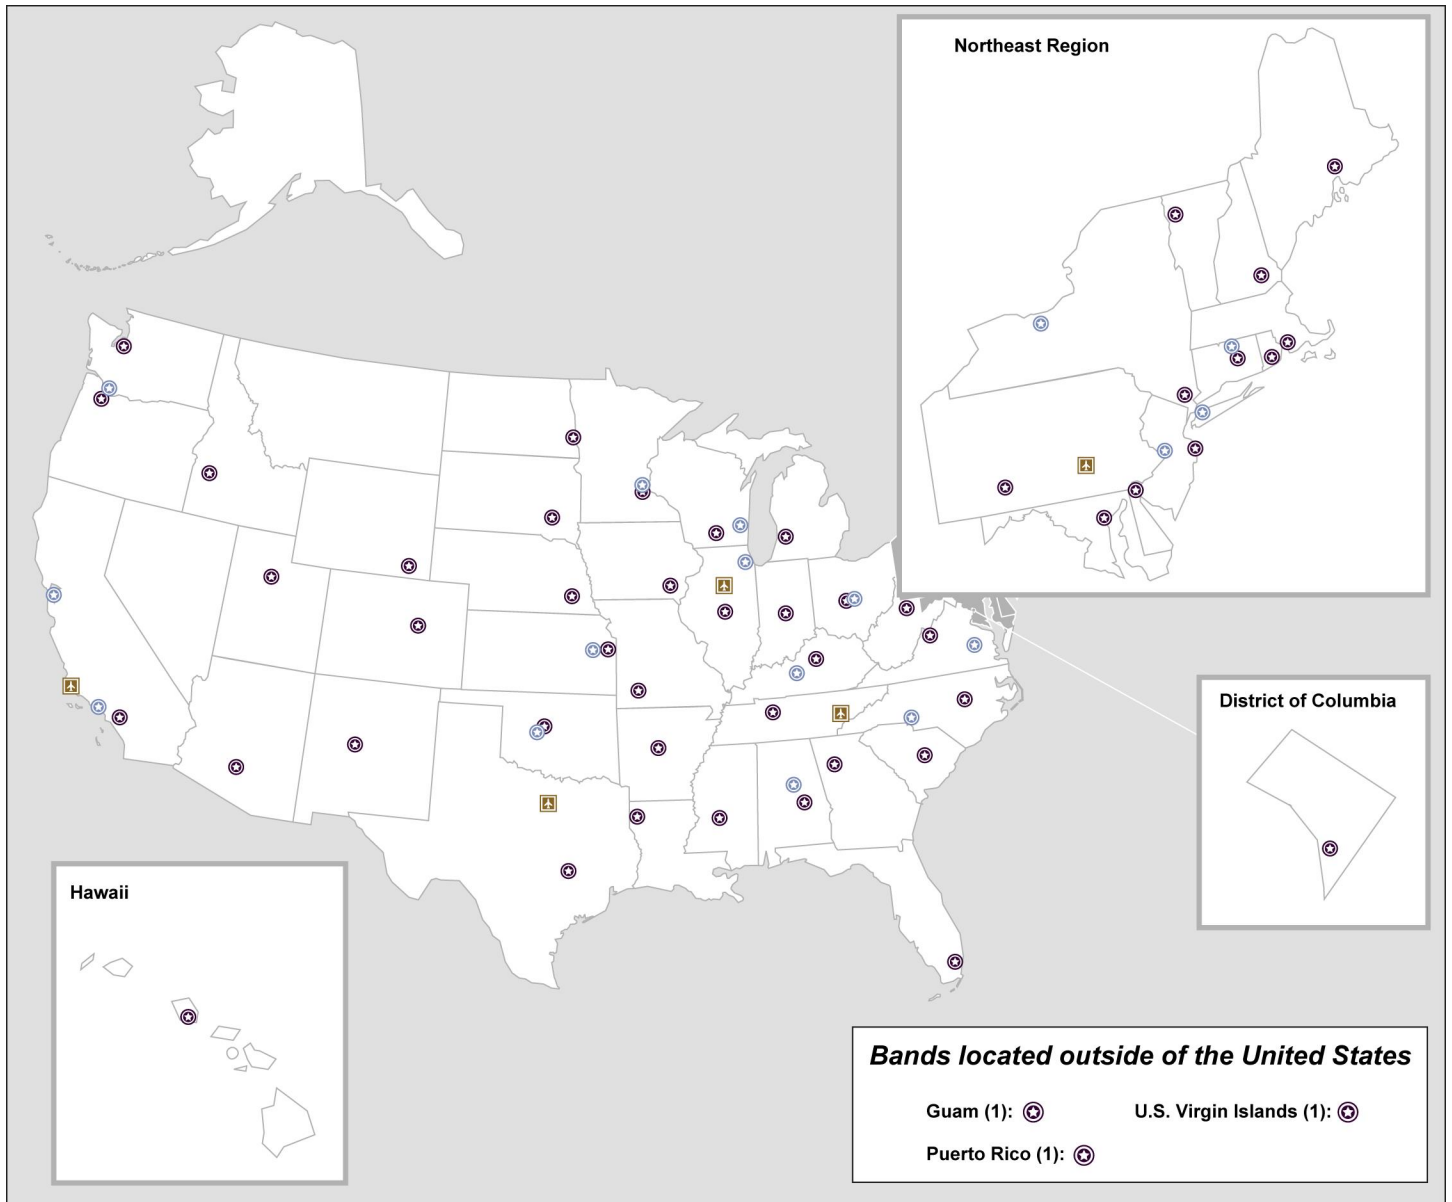 Northeast Region
District of Columbia
Hawaii
Bands located outside of the United States
Guam (1):
U.S. Virgin Islands (1):
Puerto Rico (1):